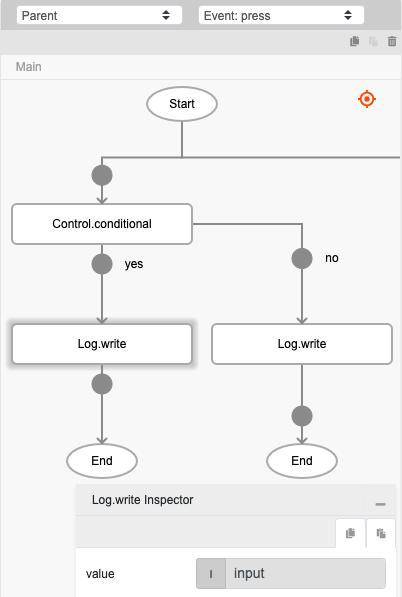 Parent
Event: press
Main
Start
Control.conditional
yes
no
Log.write
Log.write
End
End
Log.write Inspector
value
I
input